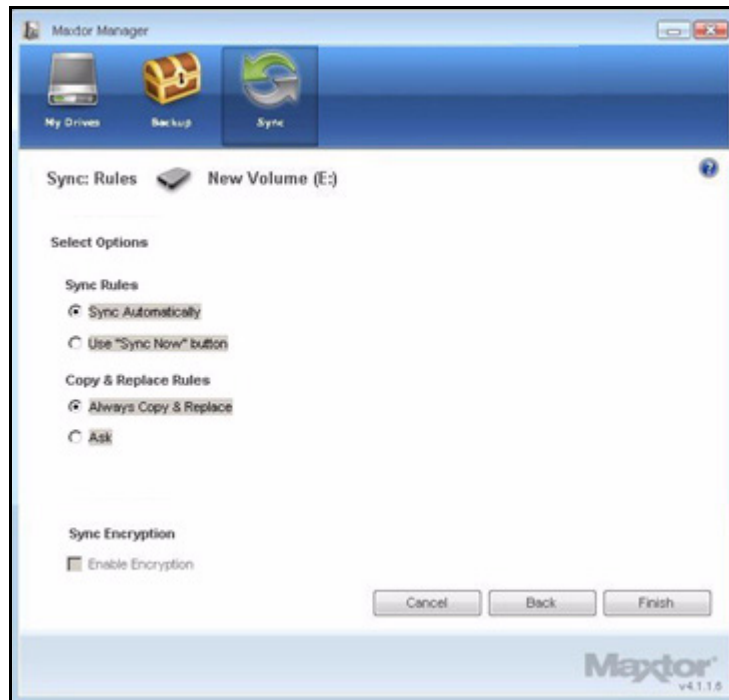 Maxtor Manager
My Drives Backup Sync
Sync: Rules New Volume (E:)
Select Options
Sync Rules
Sync Automatically
Use "Sync Now" button
Copy & Replace Rules
Always Copy & Replace
Ask
Sync Encryption
Enable Encryption
Cancel Back Finish
Maxtor
v4.1.1.6